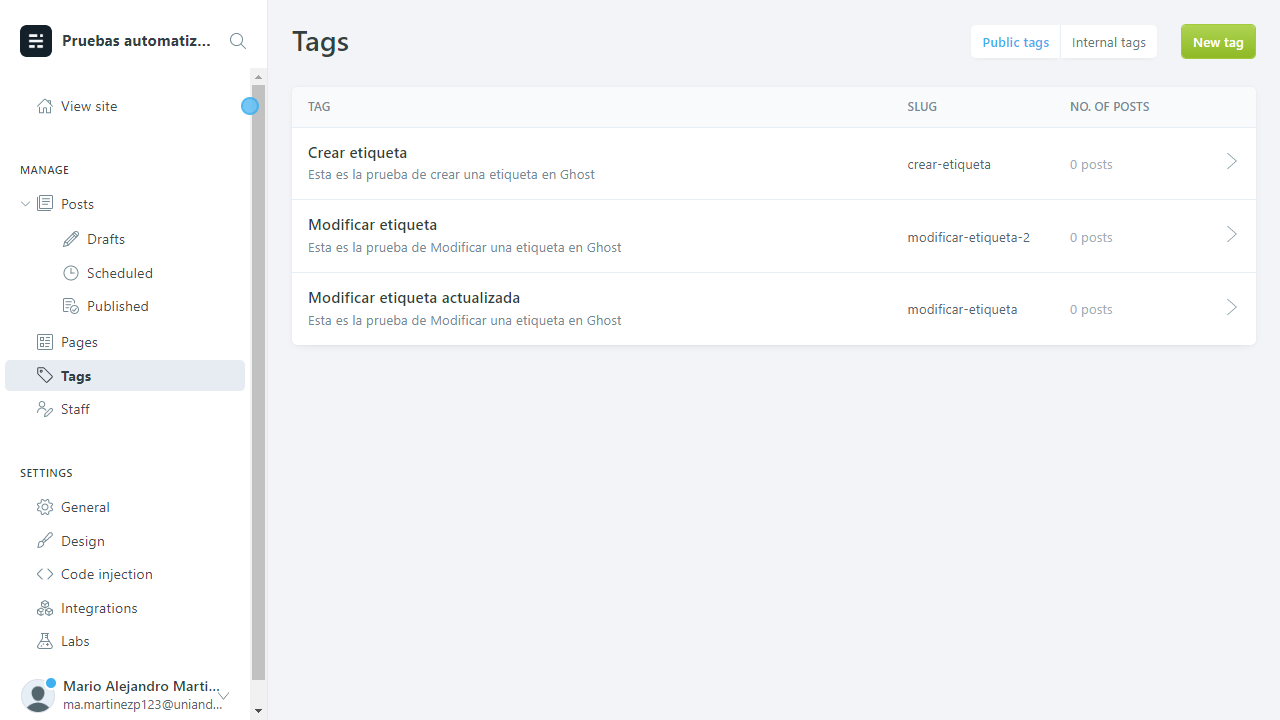 Pruebas automatiz...
View site
MANAGE
Posts
Drafts
Scheduled
Published
Pages
Tags
Staff
SETTINGS
General
Design
Code injection
Integrations
Labs
Mario Alejandro Marti...
ma.martinezp123@uniand...
Tags
Public tags
Internal tags
New tag
TAG SLUG NO. OF POSTS
Crear etiqueta
Esta es la prueba de crear una etiqueta en Ghost
crear-etiqueta
0 posts
Modificar etiqueta
Esta es la prueba de Modificar una etiqueta en Ghost
modificar-etiqueta-2
0 posts
Modificar etiqueta actualizada
Esta es la prueba de Modificar una etiqueta en Ghost
modificar-etiqueta
0 posts